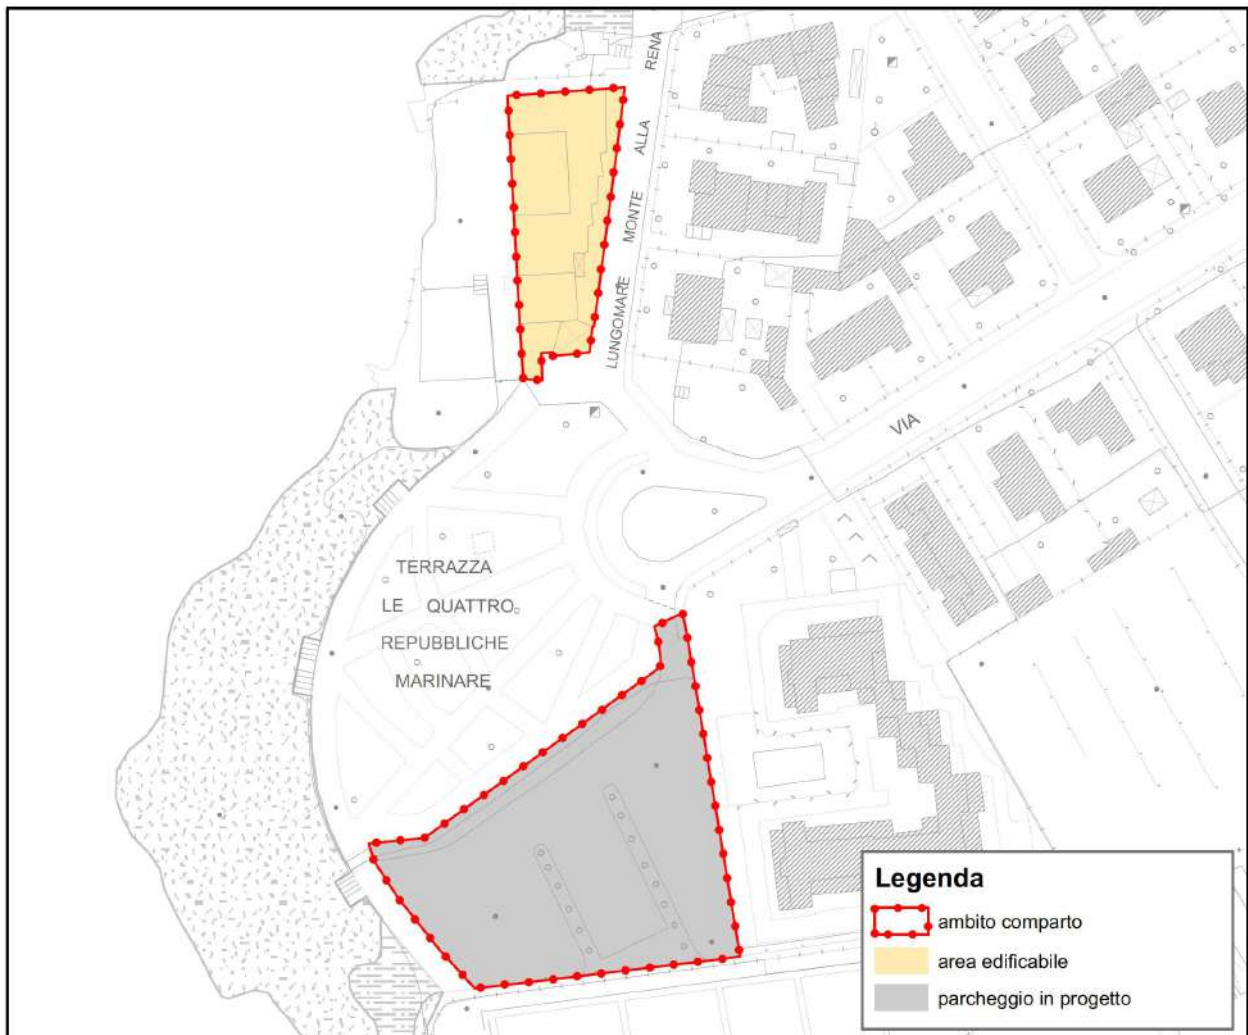 LUNGOMARE MONTE ALLA RENA
VIA
TERRAZZA
LE QUATTRO
REPUBBLICHE
MARINARE
Legenda
ambito comparto
area edificabile
parcheggio in progetto